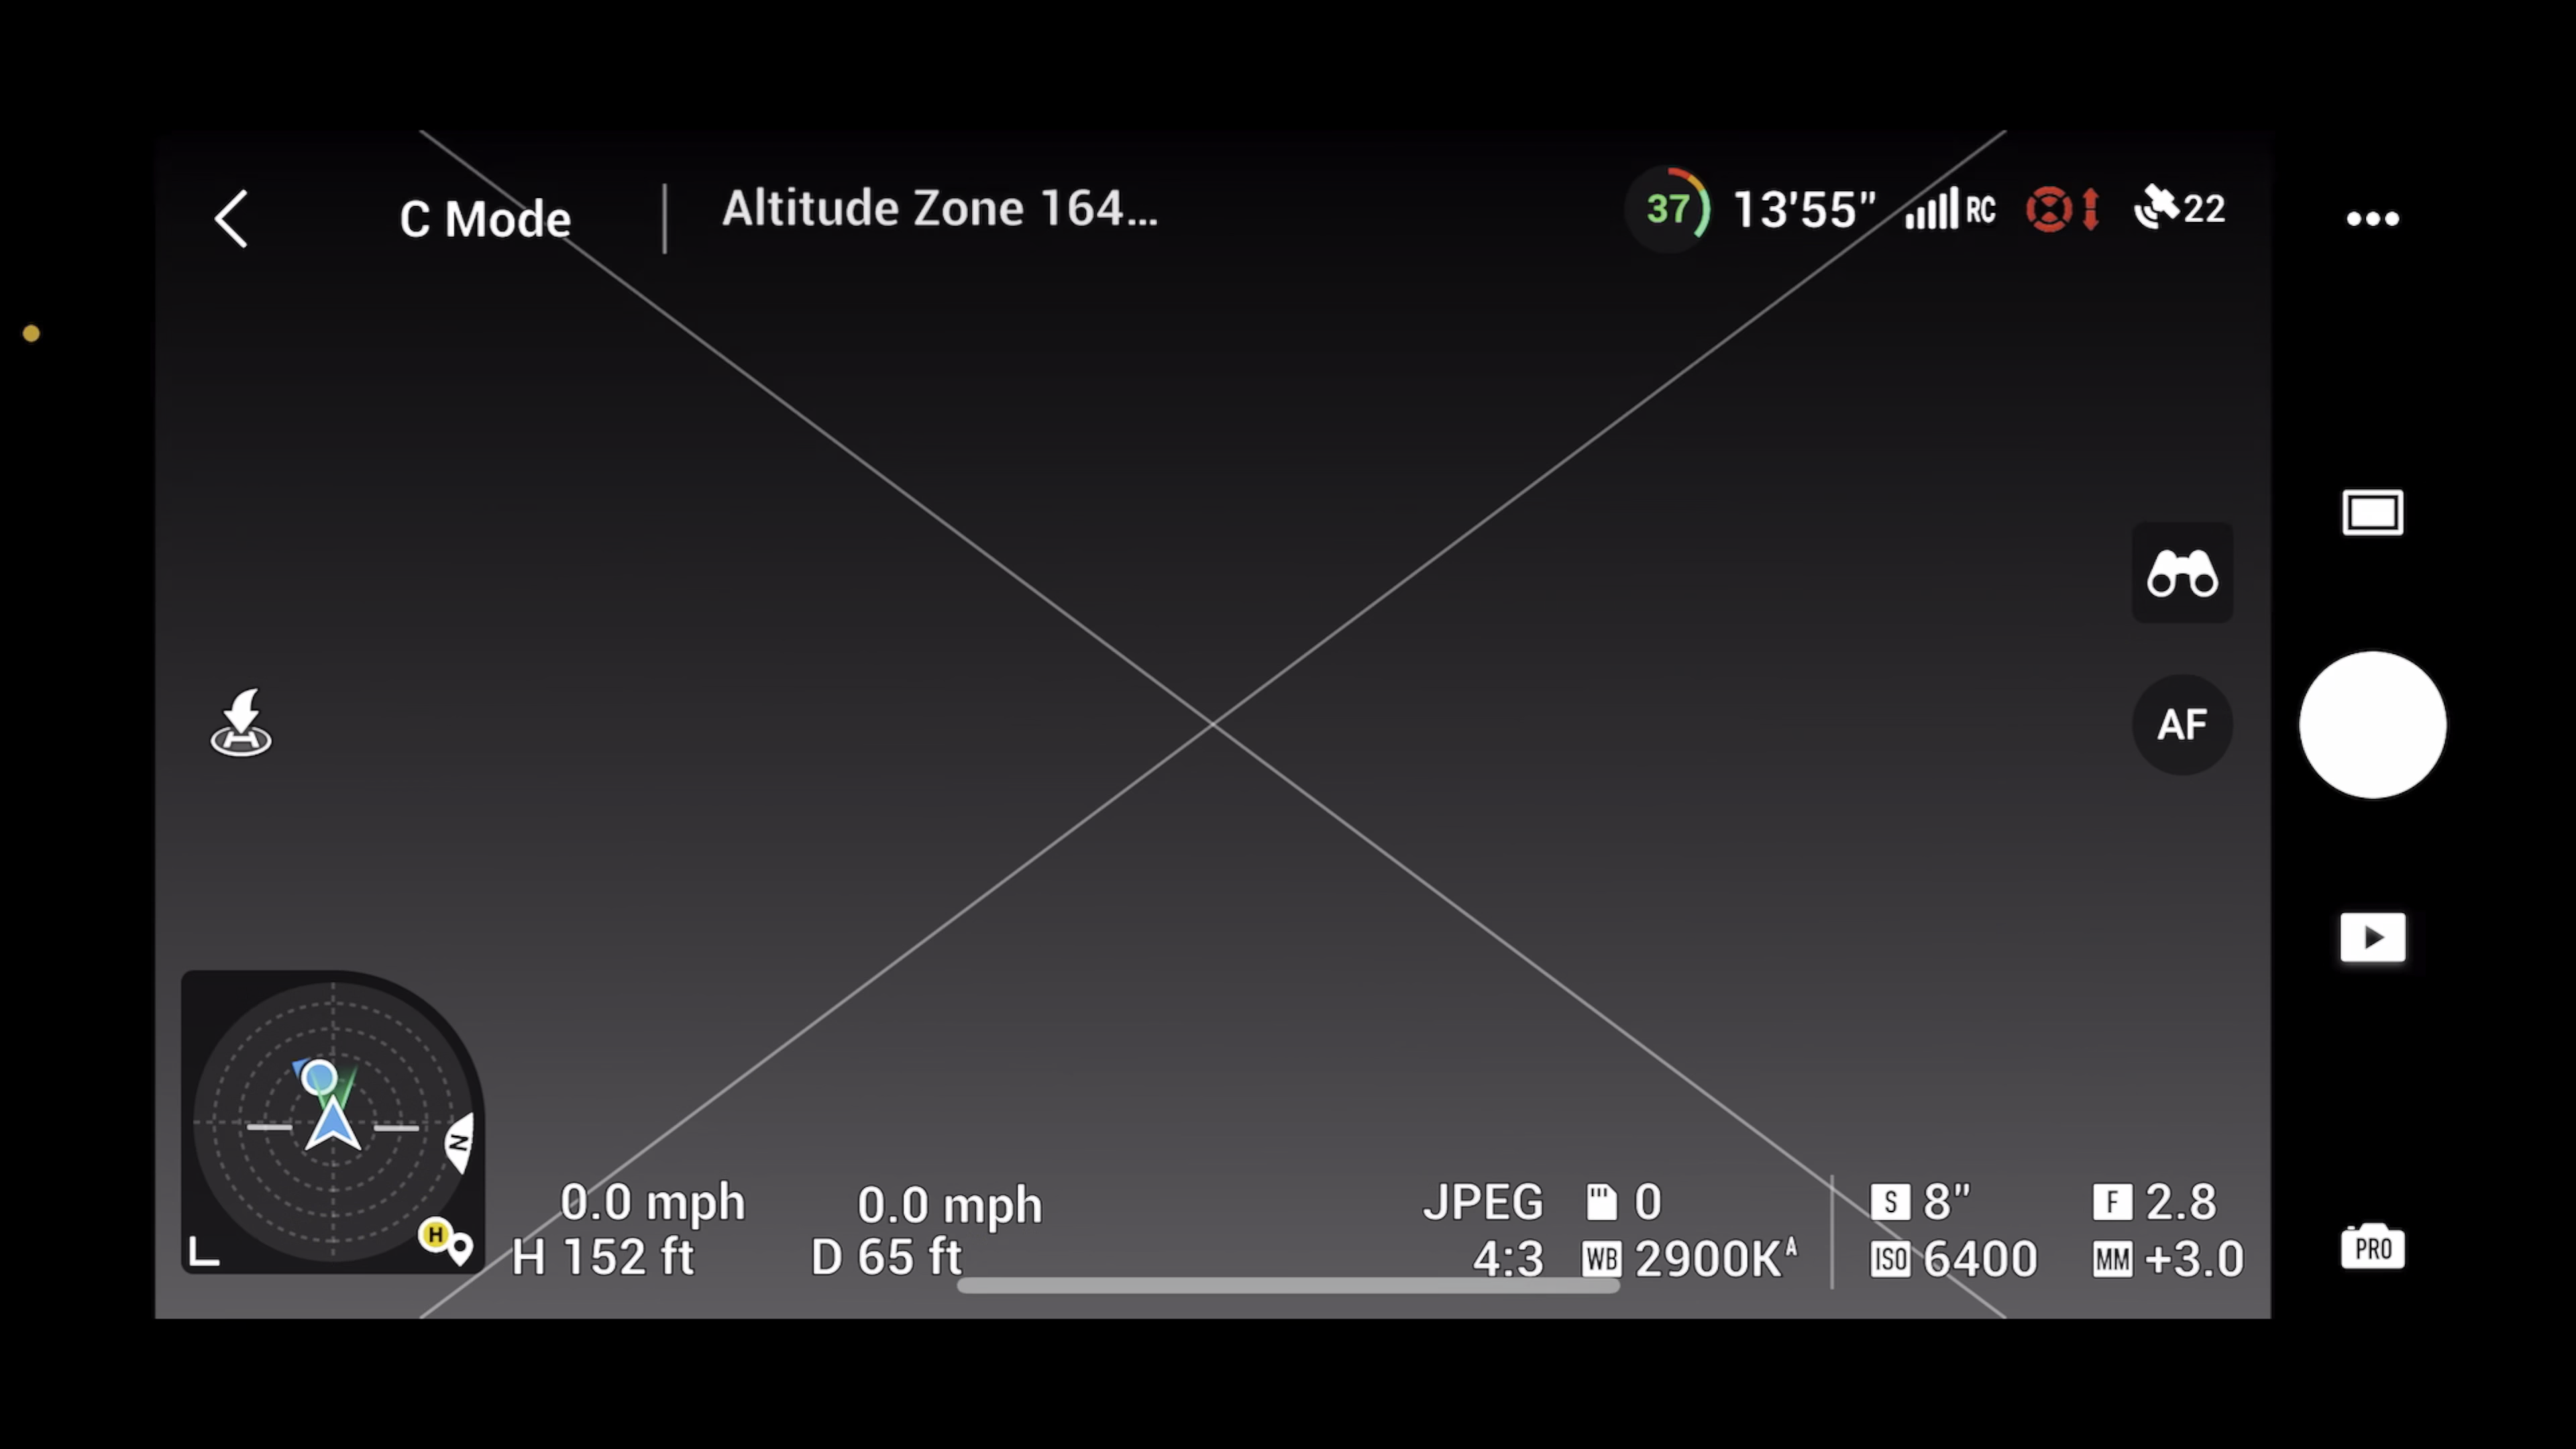 C Mode
Altitude Zone 164...
37
13'55"
RC
22
AF
N
H
0.0 mph
0.0 mph
H 152 ft
D 65 ft
JPEG
0
4:3
WB 2900K A
S 8"
F 2.8
ISO 6400
MM +3.0
PRO